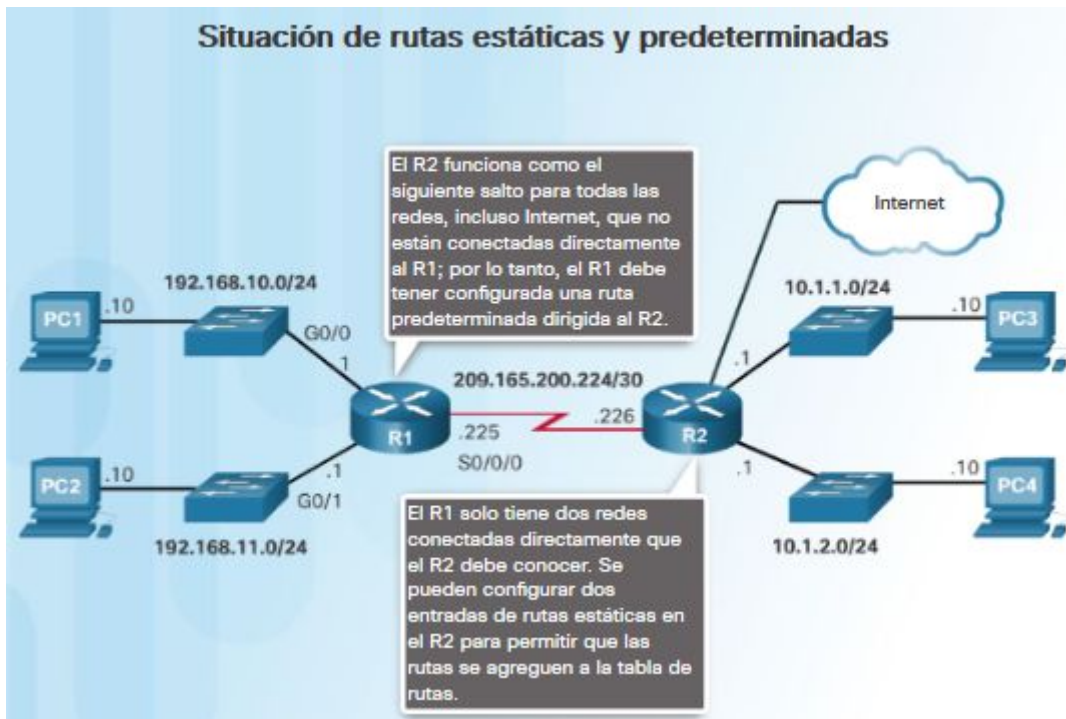 Situación de rutas estáticas y predeterminadas
El R2 funciona como el
siguiente salto para todas las
redes, incluso Internet, que no
están conectadas directamente
al R1; por lo tanto, el R1 debe
tener configurada una ruta
predeterminada dirigida al R2.
Internet
192.168.10.0/24
10.1.1.0/24
PC1
.10
G0/0
.1
.10
PC3
.1
209.165.200.224/30
R1
.225
S0/0/0
.226
R2
PC2
.10
.1
G0/1
192.168.11.0/24
.1
.10
PC4
10.1.2.0/24
El R1 solo tiene dos redes
conectadas directamente que
el R2 debe conocer. Se
pueden configurar dos
entradas de rutas estáticas en
el R2 para permitir que las
rutas se agreguen a la tabla de
rutas.